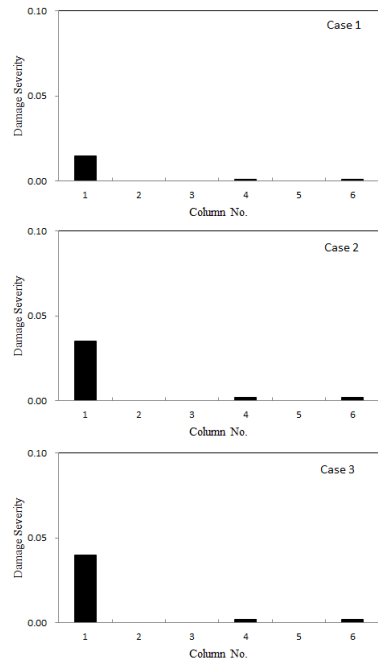 0.10
Case 1
Damage Severity
0.05
0.00
1 2 3 4 5 6
Column No.
0.10
Case 2
Damage Severity
0.05
0.00
1 2 3 4 5 6
Column No.
0.10
Case 3
Damage Severity
0.05
0.00
1 2 3 4 5 6
Column No.